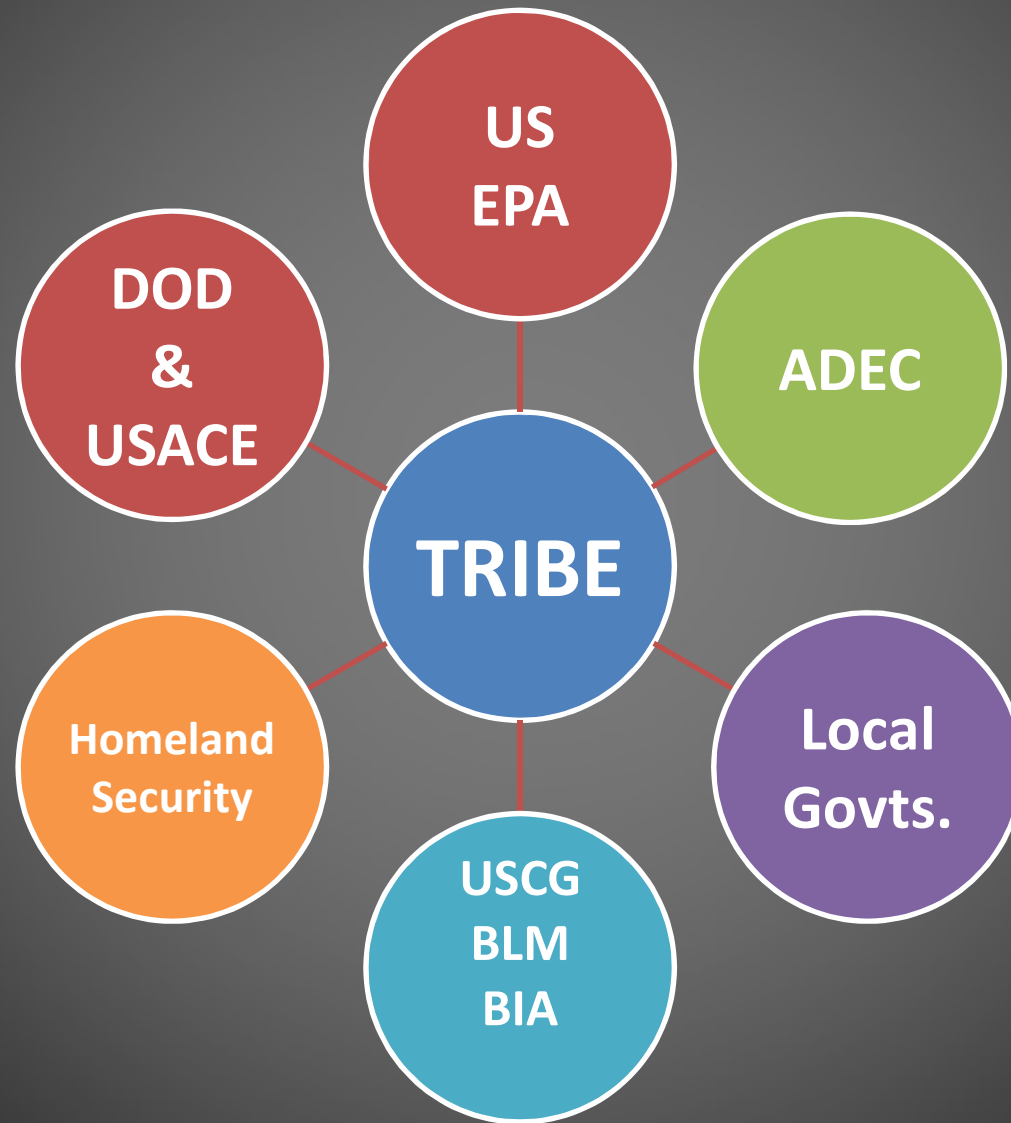 US
EPA
DOD
&
USACE
ADEC
TRIBE
Homeland
Security
Local
Govts.
USCG
BLM
BIA